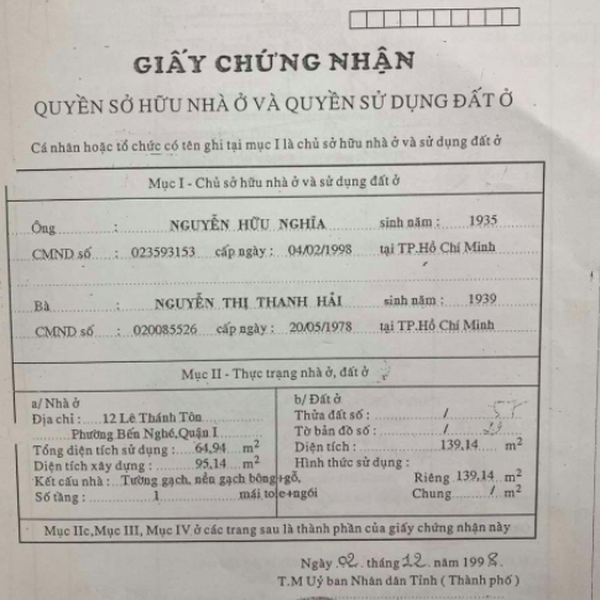 GIẤY CHỨNG NHẬN
QUYỀN SỞ HỮU NHÀ Ở VÀ QUYỀN SỬ DỤNG ĐẤT Ở
Cá nhân hoặc tổ chức có tên ghi tại mục I là chủ sở hữu nhà ở và sử dụng đất ở
Mục I - Chủ sở hữu nhà ở và sử dụng đất ở
Ông : NGUYỄN HỮU NGHĨA sinh năm : 1935
CMND số : 023593153 cấp ngày : 04/02/1998 tại TP.Hồ Chí Minh
Bà : NGUYỄN THỊ THANH HẢI sinh năm : 1939
CMND số : 020085526 cấp ngày : 20/05/1978 tại TP.Hồ Chí Minh
Mục II - Thực trạng nhà ở, đất ở
a/ Nhà ở
Địa chỉ : 12 Lê Thánh Tôn
Phường Bến Nghé,Quận I
Tổng diện tích sử dụng : 64,94 m²
Diện tích xây dựng : 95,14 m²
Kết cấu nhà : Tường gạch, nền gạch bông+gỗ,
Số tầng : 1 mái tole+ngói
b/ Đất ở
Thửa đất số : /
Tờ bản đồ số : /
Diện tích : 139,14 m²
Hình thức sử dụng :
Riêng 139,14 m²
Chung / m²
Mục IIc,Mục III, Mục IV ở các trang sau là thành phần của giấy chứng nhận này
Ngày 02 tháng 12 năm 1998.
T.M Uỷ ban Nhân dân Tỉnh ( Thành phố )